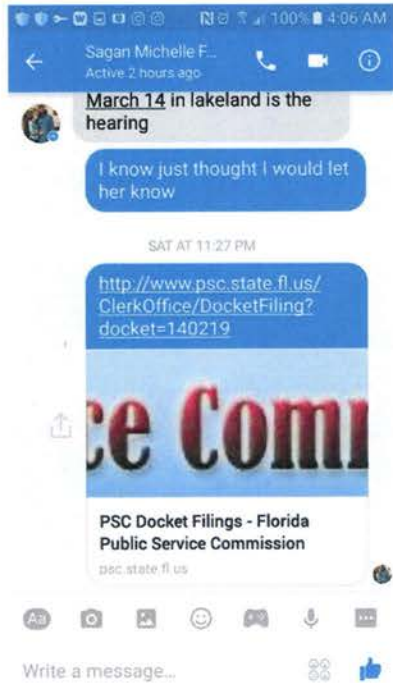 100% 4:06 AM
Sagan Michelle F...
Active 2 hours ago
March 14 in lakeland is the
hearing
I know just thought I would let
her know
SAT AT 11:27 PM
http://www.psc.state.fl.us/
ClerkOffice/DocketFiling?
docket=140219
ce Comm
PSC Docket Filings - Florida
Public Service Commission
psc.state.fl.us
Aa
Write a message...